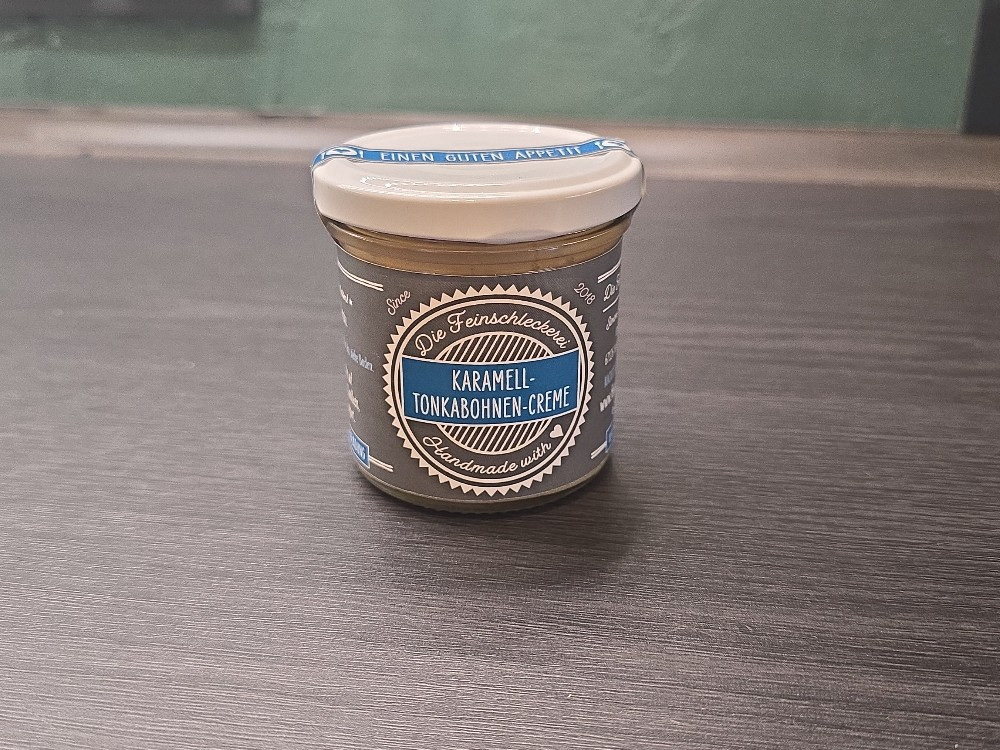 EINEN GUTEN APPETIT
Since 2018
Die Feinschleckerei
KARAMELL-
TONKABOHNEN-CREME
Handmade with